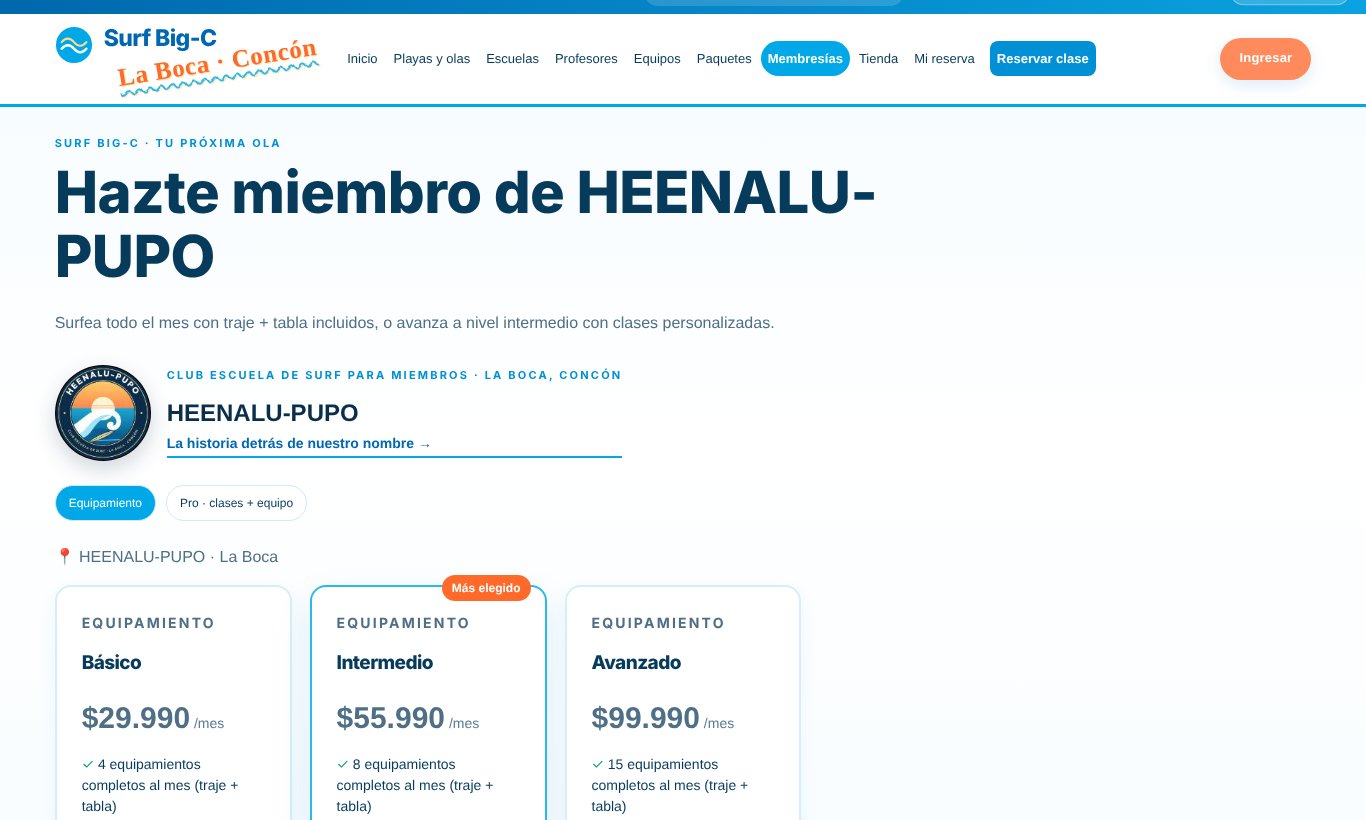 Surf Big-C
La Boca · Concón
Inicio Playas y olas Escuelas Profesores Equipos Paquetes Membresías Tienda Mi reserva Reservar clase Ingresar
SURF BIG-C · TU PRÓXIMA OLA
Hazte miembro de HEENALU-
PUPO
Surfea todo el mes con traje + tabla incluidos, o avanza a nivel intermedio con clases personalizadas.
HEENALU-PUPO
CLUB ESCUELA DE SURF PARA MIEMBROS · LA BOCA, CONCÓN
HEENALU-PUPO
La historia detrás de nuestro nombre →
Equipamiento Pro · clases + equipo
📍 HEENALU-PUPO · La Boca
Más elegido
EQUIPAMIENTO
Básico
$29.990 /mes
✓ 4 equipamientos
completos al mes (traje +
tabla)
EQUIPAMIENTO
Intermedio
$55.990 /mes
✓ 8 equipamientos
completos al mes (traje +
tabla)
EQUIPAMIENTO
Avanzado
$99.990 /mes
✓ 15 equipamientos
completos al mes (traje +
tabla)